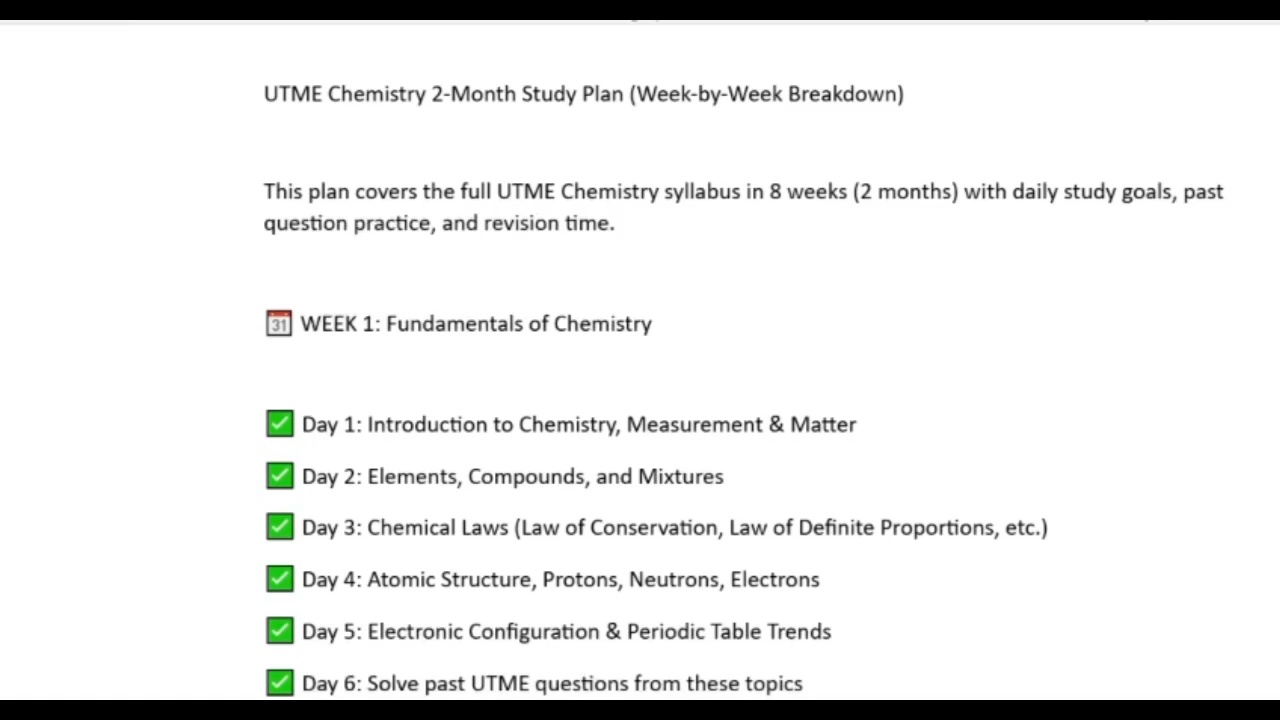 UTME Chemistry 2-Month Study Plan (Week-by-Week Breakdown)
This plan covers the full UTME Chemistry syllabus in 8 weeks (2 months) with daily study goals, past
question practice, and revision time.
31 WEEK 1: Fundamentals of Chemistry
✅ Day 1: Introduction to Chemistry, Measurement & Matter
✅ Day 2: Elements, Compounds, and Mixtures
✅ Day 3: Chemical Laws (Law of Conservation, Law of Definite Proportions, etc.)
✅ Day 4: Atomic Structure, Protons, Neutrons, Electrons
✅ Day 5: Electronic Configuration & Periodic Table Trends
✅ Day 6: Solve past UTME questions from these topics